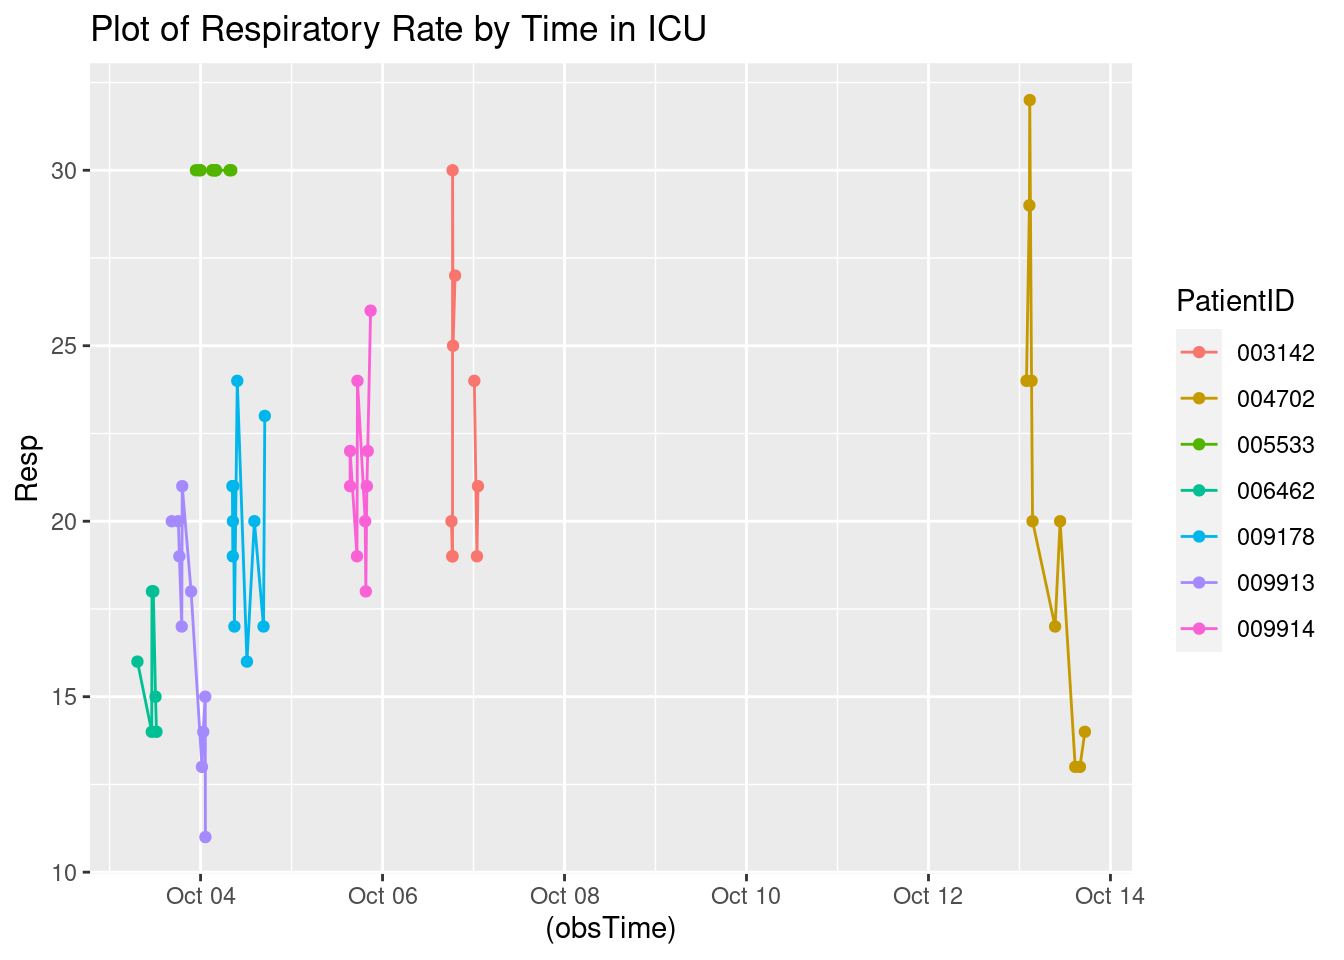 Plot of Respiratory Rate by Time in ICU
Resp
30
25
20
15
10
Oct 04 Oct 06 Oct 08 Oct 10 Oct 12 Oct 14
(obsTime)
PatientID
003142
004702
005533
006462
009178
009913
009914